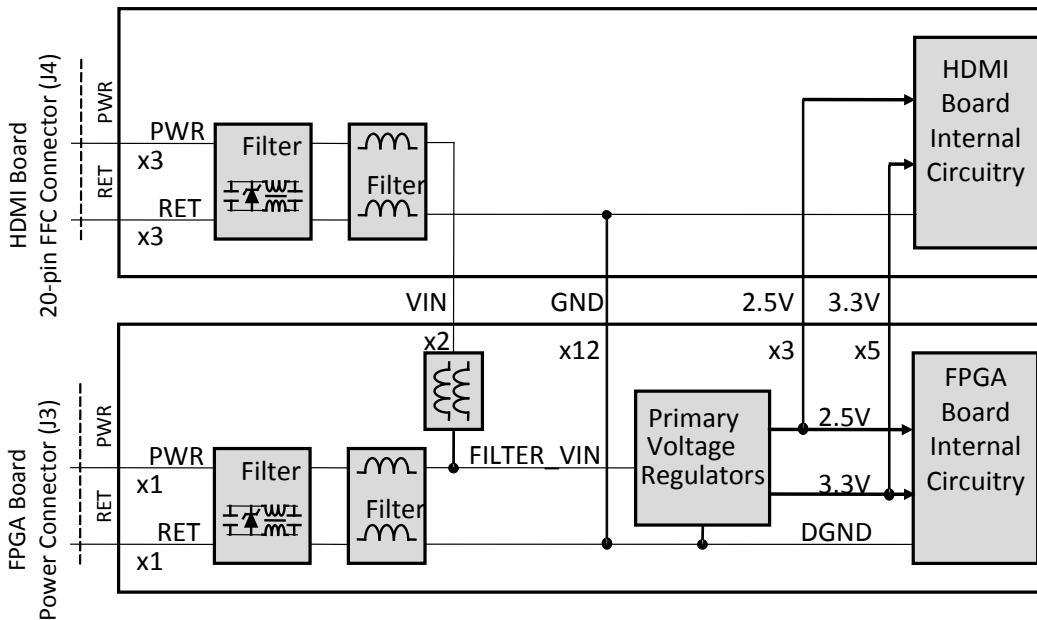 HDMI Board
20-pin FFC Connector (J4)
PWR
RET
PWR
x3
RET
x3
Filter
Filter
HDMI
Board
Internal
Circuitry
VIN
GND
2.5V
3.3V
x2
x12
x3
x5
FPGA Board
Power Connector (J3)
PWR
RET
PWR
x1
RET
x1
Filter
Filter
FILTER_VIN
Primary
Voltage
Regulators
2.5V
3.3V
DGND
FPGA
Board
Internal
Circuitry